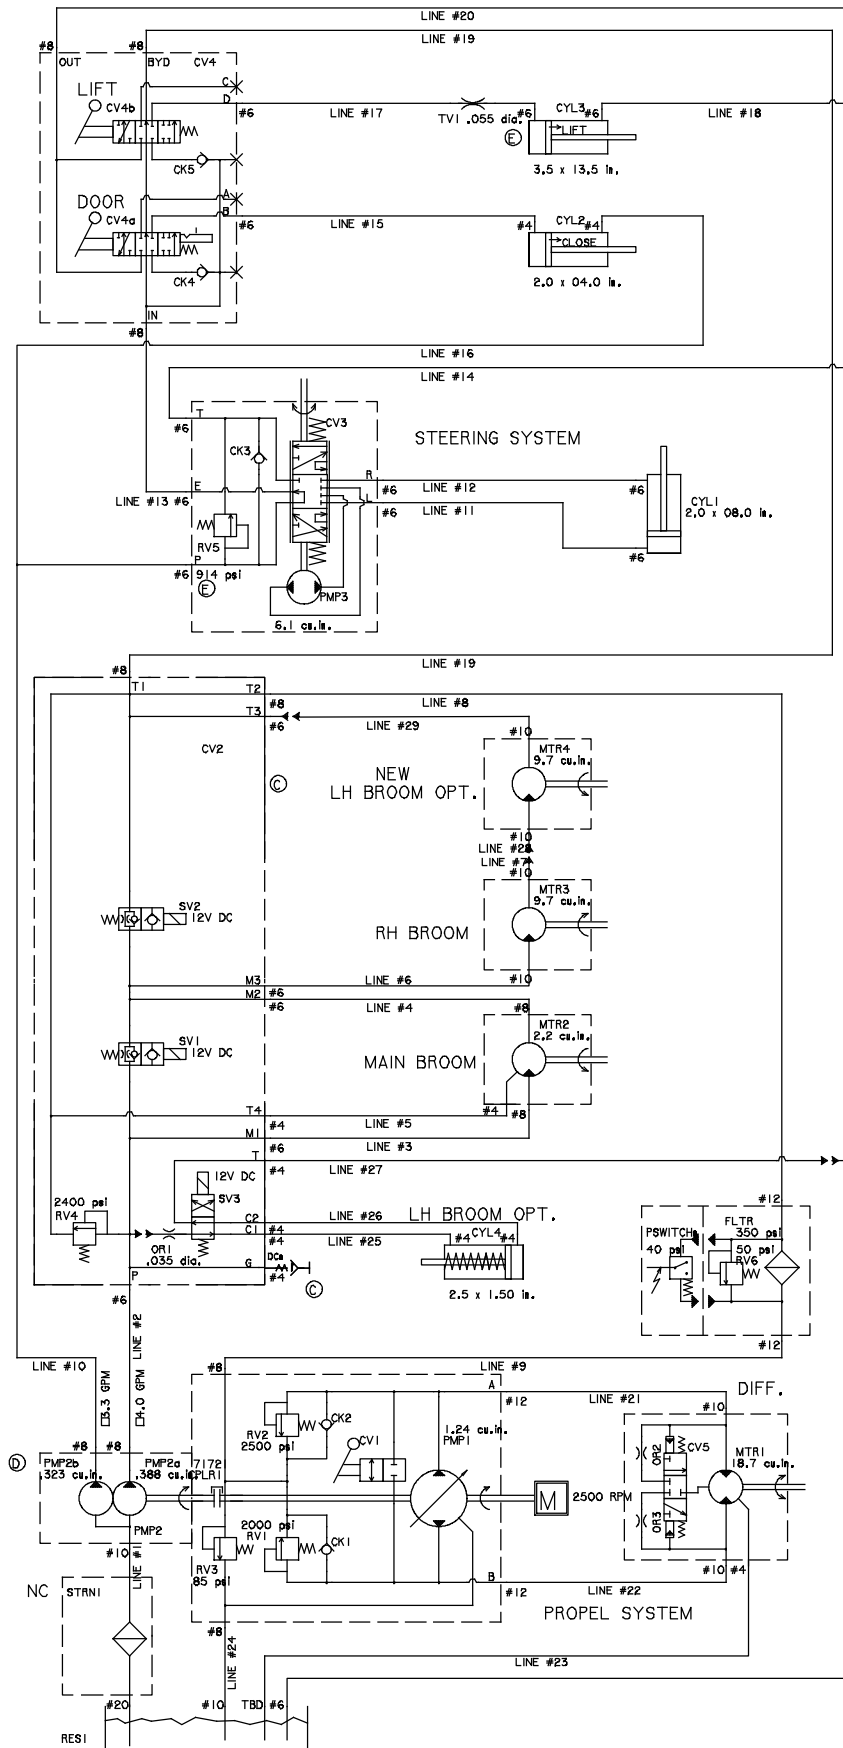 LINE #20
LINE #19
#8
#8
OUT
BYD
CV4
C
LIFT
CV4b
D
#6
LINE #17
TV1 .055 dia.
E
#6
CYL3
#6
LINE #18
LIFT
3.5 x 13.5 in.
CK5
A
DOOR
CV4a
B
#6
LINE #15
#4
CYL2
#4
CLOSE
2.0 x 04.0 in.
CK4
IN
#8
LINE #16
LINE #14
T
#6
CV3
CK3
STEERING SYSTEM
E
LINE #13
#6
R
#6
LINE #12
#6
L
#6
LINE #11
CYL1
2.0 x 08.0 in.
RV5
#6
P
#6
914 psi
E
PMP3
6.1 cu.in.
LINE #19
#8
T1
T2
#8
LINE #8
T3
#6
LINE #29
#10
CV2
MTR4
9.7 cu.in.
NEW
LH BROOM OPT.
C
#10
LINE #28
LINE #7
#10
MTR3
9.7 cu.in.
SV2
12V DC
RH BROOM
M3
#6
LINE #6
#10
M2
#6
LINE #4
#8
MTR2
2.2 cu.in.
SV1
12V DC
MAIN BROOM
T4
#4
LINE #5
#4
#8
M1
#6
LINE #3
T
#4
LINE #27
12V DC
SV3
2400 psi
RV4
#12
C2
#4
LINE #26
LH BROOM OPT.
C1
#4
LINE #25
#4
CYL4
#4
OR1
.035 dia.
G
DCa
#4
C
2.5 x 1.50 in.
PSWITCHa
40 psi
FLTR
350 psi
50 psi
RV6
P
#6
LINE #2
#12
LINE #10
3.3 GPM
4.0 GPM
#8
LINE #9
A
#12
LINE #21
DIFF.
#10
CK2
RV2
2500 psi
CV1
1.24 cu.in.
PMP1
#8
#8
D
PMP2b
.323 cu.in.
PMP2a
.388 cu.in.
7172
CPLR1
OR2
CV5
MTR1
18.7 cu.in.
M
2500 RPM
PMP2
2000 psi
RV1
CK1
RV3
85 psi
OR3
#10
LINE #1
B
#12
LINE #22
#10
#4
NC
STRN1
#8
LINE #24
PROPEL SYSTEM
LINE #23
#20
#10
TBD
#6
RES1